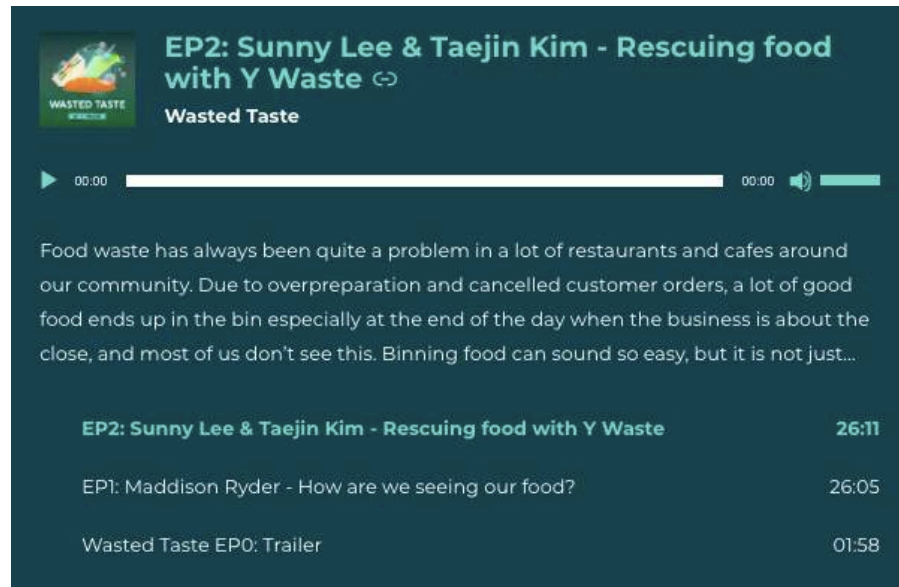 EP2: Sunny Lee & Taejin Kim - Rescuing food
with Y Waste
Wasted Taste
WASTED TASTE
00:00
00:00
Food waste has always been quite a problem in a lot of restaurants and cafes around
our community. Due to overpreparation and cancelled customer orders, a lot of good
food ends up in the bin especially at the end of the day when the business is about the
close, and most of us don't see this. Binning food can sound so easy, but it is not just...
EP2: Sunny Lee & Taejin Kim - Rescuing food with Y Waste 26:11
EP1: Maddison Ryder - How are we seeing our food? 26:05
Wasted Taste EP0: Trailer 01:58